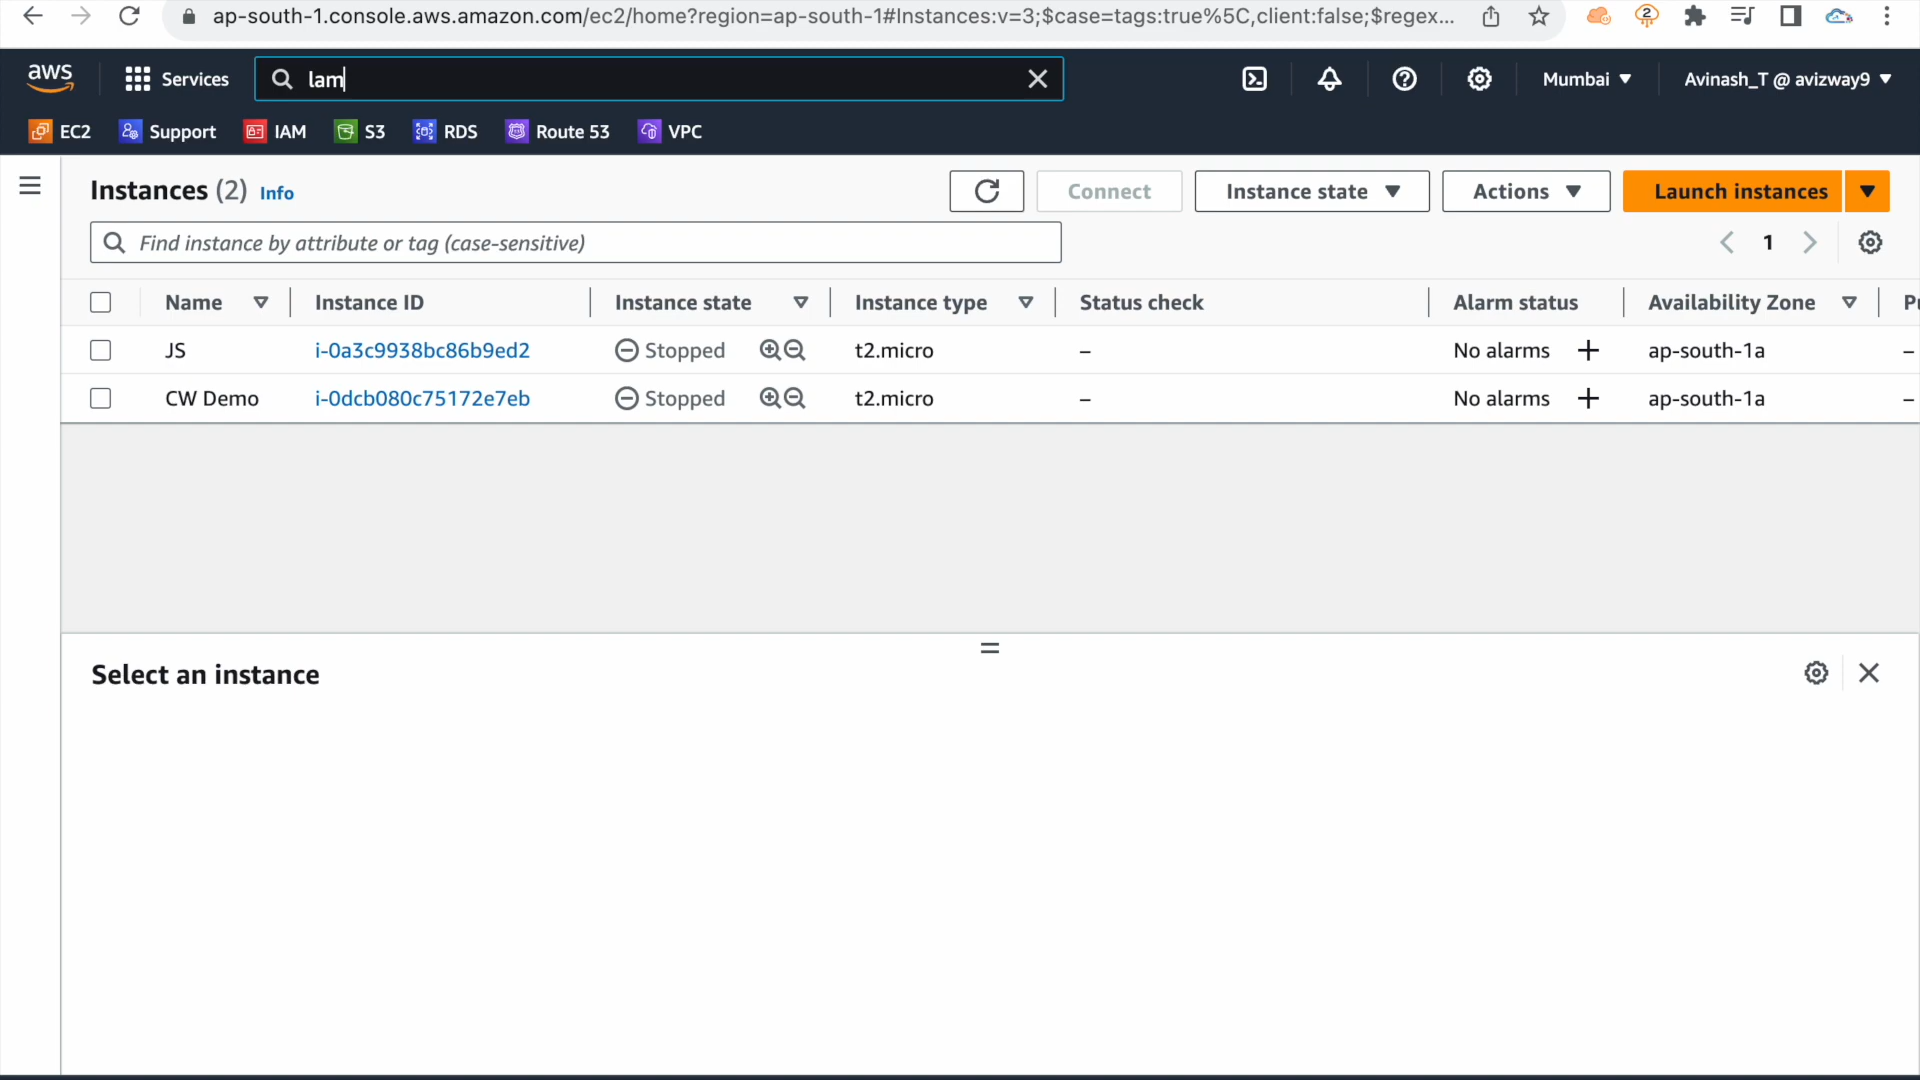 ap-south-1.console.aws.amazon.com/ec2/home?region=ap-south-1#Instances:v=3;$case=tags:true%5C,client:false;$regex...
2
aws Services lam Mumbai Avinash_T @ avizway9
EC2 Support IAM S3 RDS Route 53 VPC
Instances (2) Info Connect Instance state Actions Launch instances
Find instance by attribute or tag (case-sensitive) 1
Name Instance ID Instance state Instance type Status check Alarm status Availability Zone
JS i-0a3c9938bc86b9ed2 Stopped t2.micro – No alarms + ap-south-1a –
CW Demo i-0dcb080c75172e7eb Stopped t2.micro – No alarms + ap-south-1a –
Select an instance